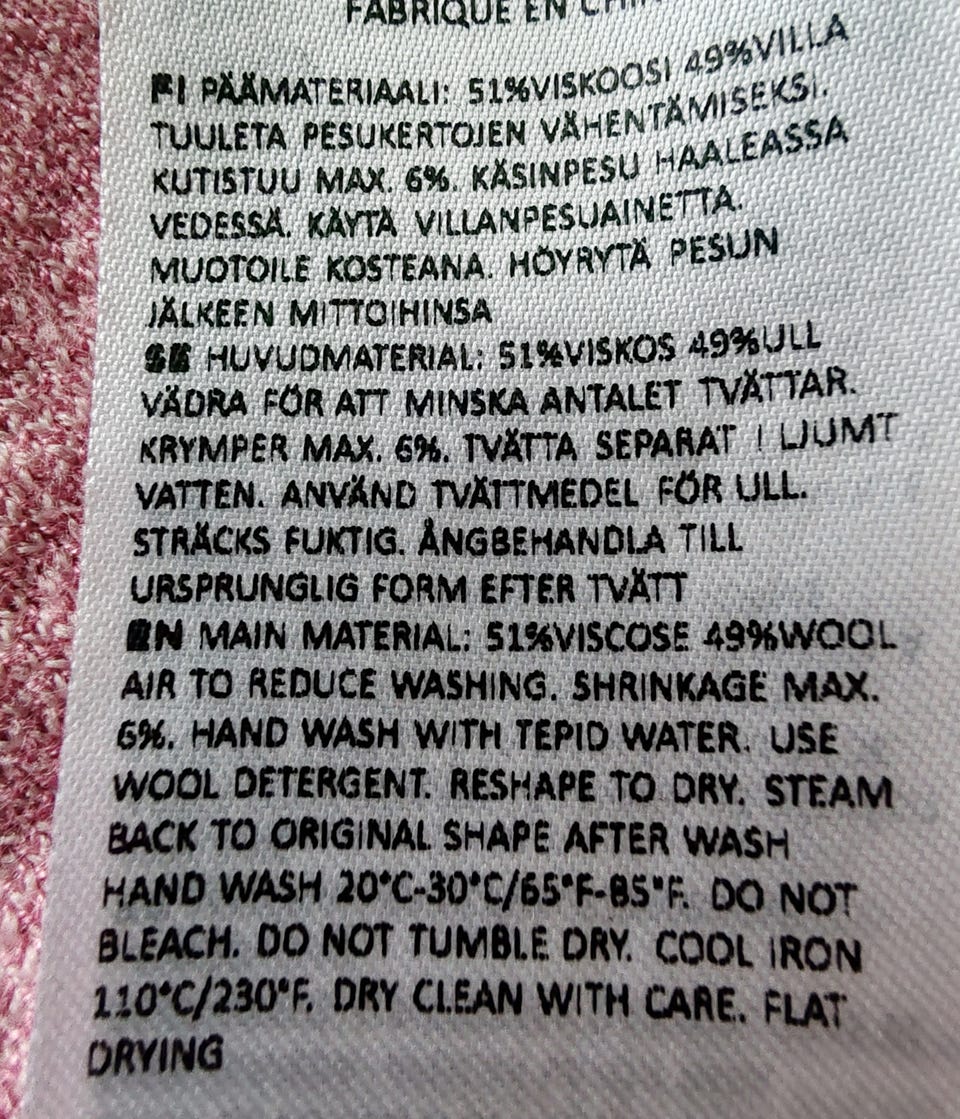 FABRIQUE EN CHIN
FI PÄÄMATERIAALI: 51%VISKOOSI 49%VILLA
TUULETA PESUKERTOJEN VÄHENTÄMISEKSI.
KUTISTUU MAX. 6%. KÄSINPESU HAALEASSA
VEDESSÄ. KÄYTÄ VILLANPESUAINETTA.
MUOTOILE KOSTEANA. HÖYRYTÄ PESUN
JÄLKEEN MITTOIHINSA
SE HUVUDMATERIAL: 51%VISKOS 49%ULL
VÄDRA FÖR ATT MINSKA ANTALET TVÄTTAR.
KRYMPER MAX. 6%. TVÄTTA SEPARAT I LJUMT
VATTEN. ANVÄND TVÄTTMEDEL FÖR ULL.
STRÄCKS FUKTIG. ÅNGBEHANDLA TILL
URSPRUNGLIG FORM EFTER TVÄTT
EN MAIN MATERIAL: 51%VISCOSE 49%WOOL
AIR TO REDUCE WASHING. SHRINKAGE MAX.
6%. HAND WASH WITH TEPID WATER. USE
WOOL DETERGENT. RESHAPE TO DRY. STEAM
BACK TO ORIGINAL SHAPE AFTER WASH
HAND WASH 20°C-30°C/65°F-85°F. DO NOT
BLEACH. DO NOT TUMBLE DRY. COOL IRON
110°C/230°F. DRY CLEAN WITH CARE. FLAT
DRYING